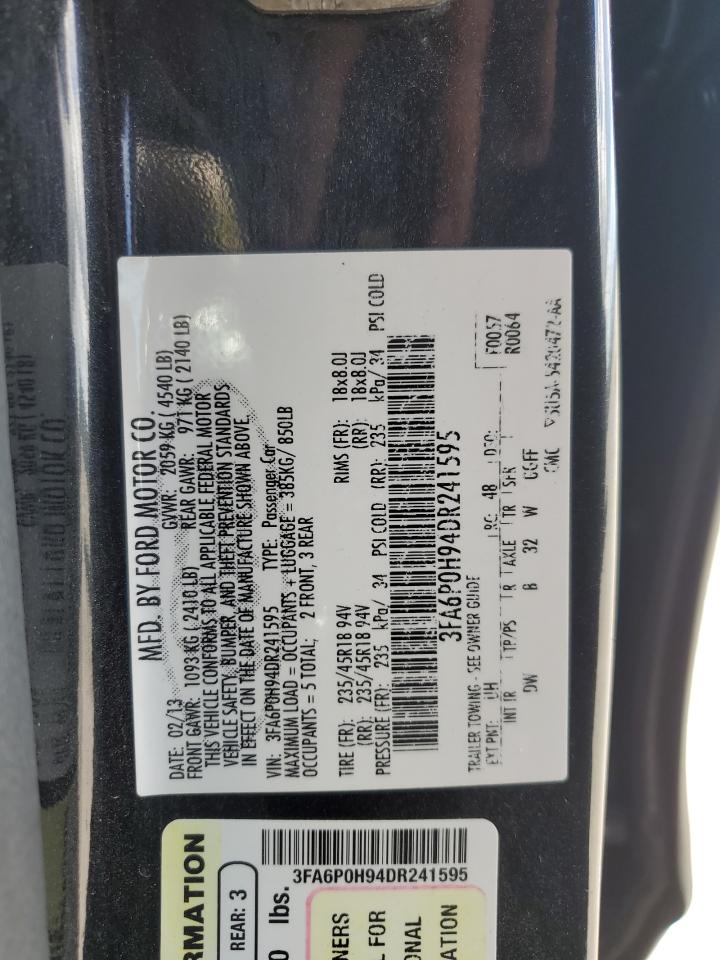 MFD. BY FORD MOTOR CO.
DATE: 02/13 GVWR: 2059 KG ( 4540 LB)
FRONT GAWR: 1093 KG ( 2410 LB) REAR GAWR: 971 KG ( 2140 LB)
THIS VEHICLE CONFORMS TO ALL APPLICABLE FEDERAL MOTOR
VEHICLE SAFETY, BUMPER, AND THEFT PREVENTION STANDARDS
IN EFFECT ON THE DATE OF MANUFACTURE SHOWN ABOVE.
VIN: 3FA6P0H94DR241595 TYPE: Passenger Car
MAXIMUM LOAD = OCCUPANTS + LUGGAGE = 385KG/ 850LB
OCCUPANTS = 5 TOTAL; 2 FRONT, 3 REAR
TIRE (FR): 235/45R18 94V RIMS (FR): 18x8.0J
(RR): 235/45R18 94V (RR): 18x8.0J
PRESSURE (FR): 235 kPa/ 34 PSI COLD (RR): 235 kPa/ 34 PSI COLD
3FA6P0H94DR241595
F0057
TRAILER TOWING - SEE OWNER GUIDE R0064
EXT PNT: UH RC: 48 DSO:
INT TR TP/PS R AXLE TR SPR
DW B 32 W GGFF
RMATION
REAR: 3
lbs.
3FA6P0H94DR241595
NERS
L FOR
ONAL
ATION